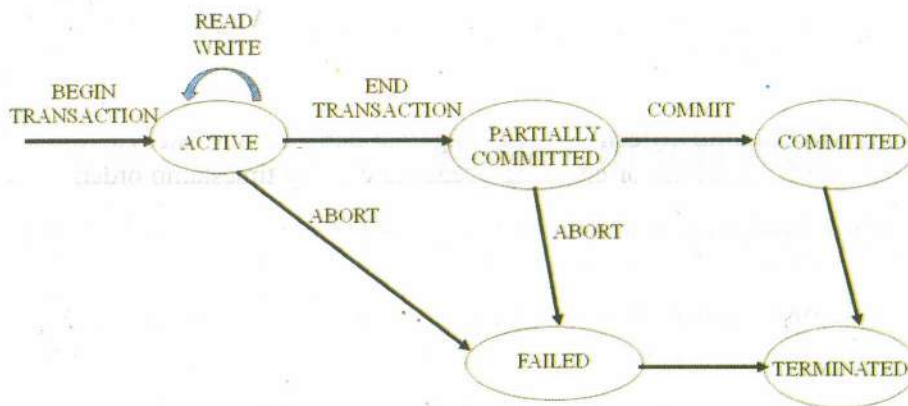 READ/
WRITE
BEGIN
TRANSACTION
END
TRANSACTION
COMMIT
ACTIVE
PARTIALLY
COMMITTED
COMMITTED
ABORT
ABORT
FAILED
TERMINATED